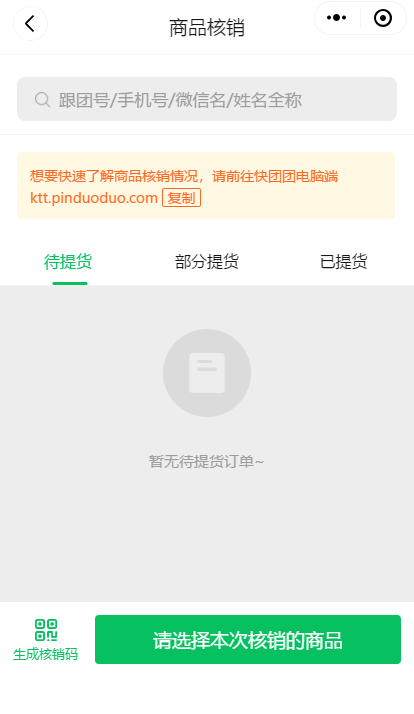 商品核销
跟团号/手机号/微信名/姓名全称
想要快速了解商品核销情况，请前往快团团电脑端
ktt.pinduoduo.com 复制
待提货 部分提货 已提货
暂无待提货订单~
生成核销码 请选择本次核销的商品